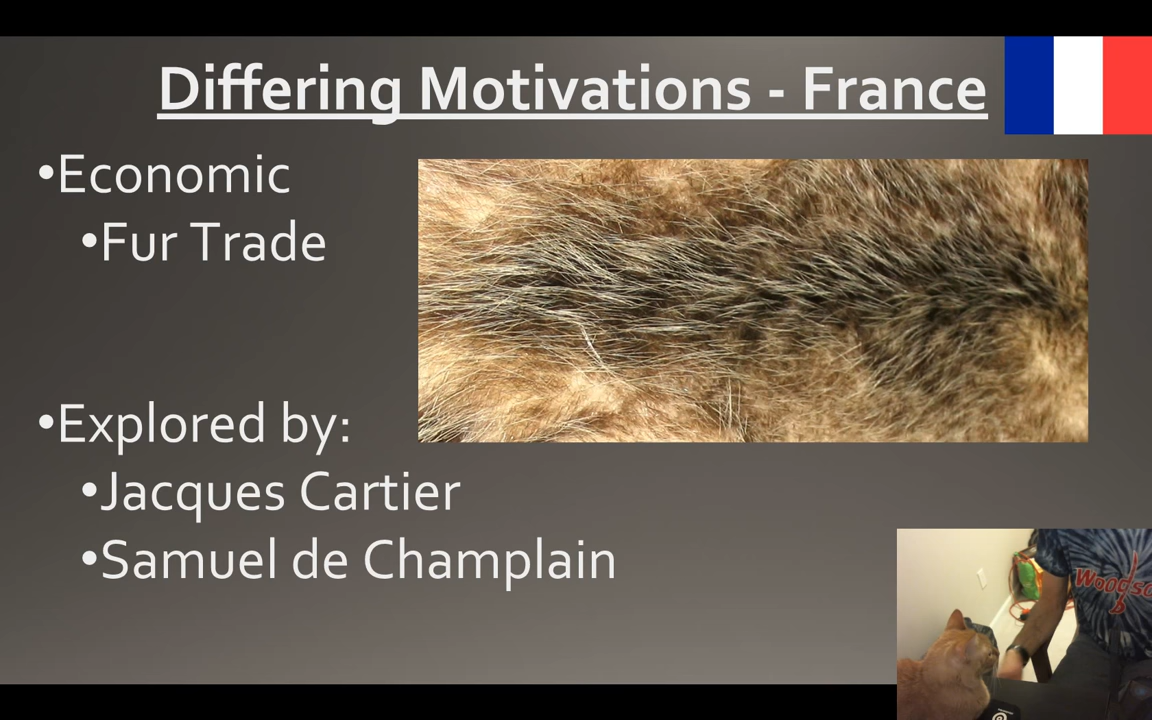 Differing Motivations - France
•Economic
•Fur Trade
•Explored by:
•Jacques Cartier
•Samuel de Champlain